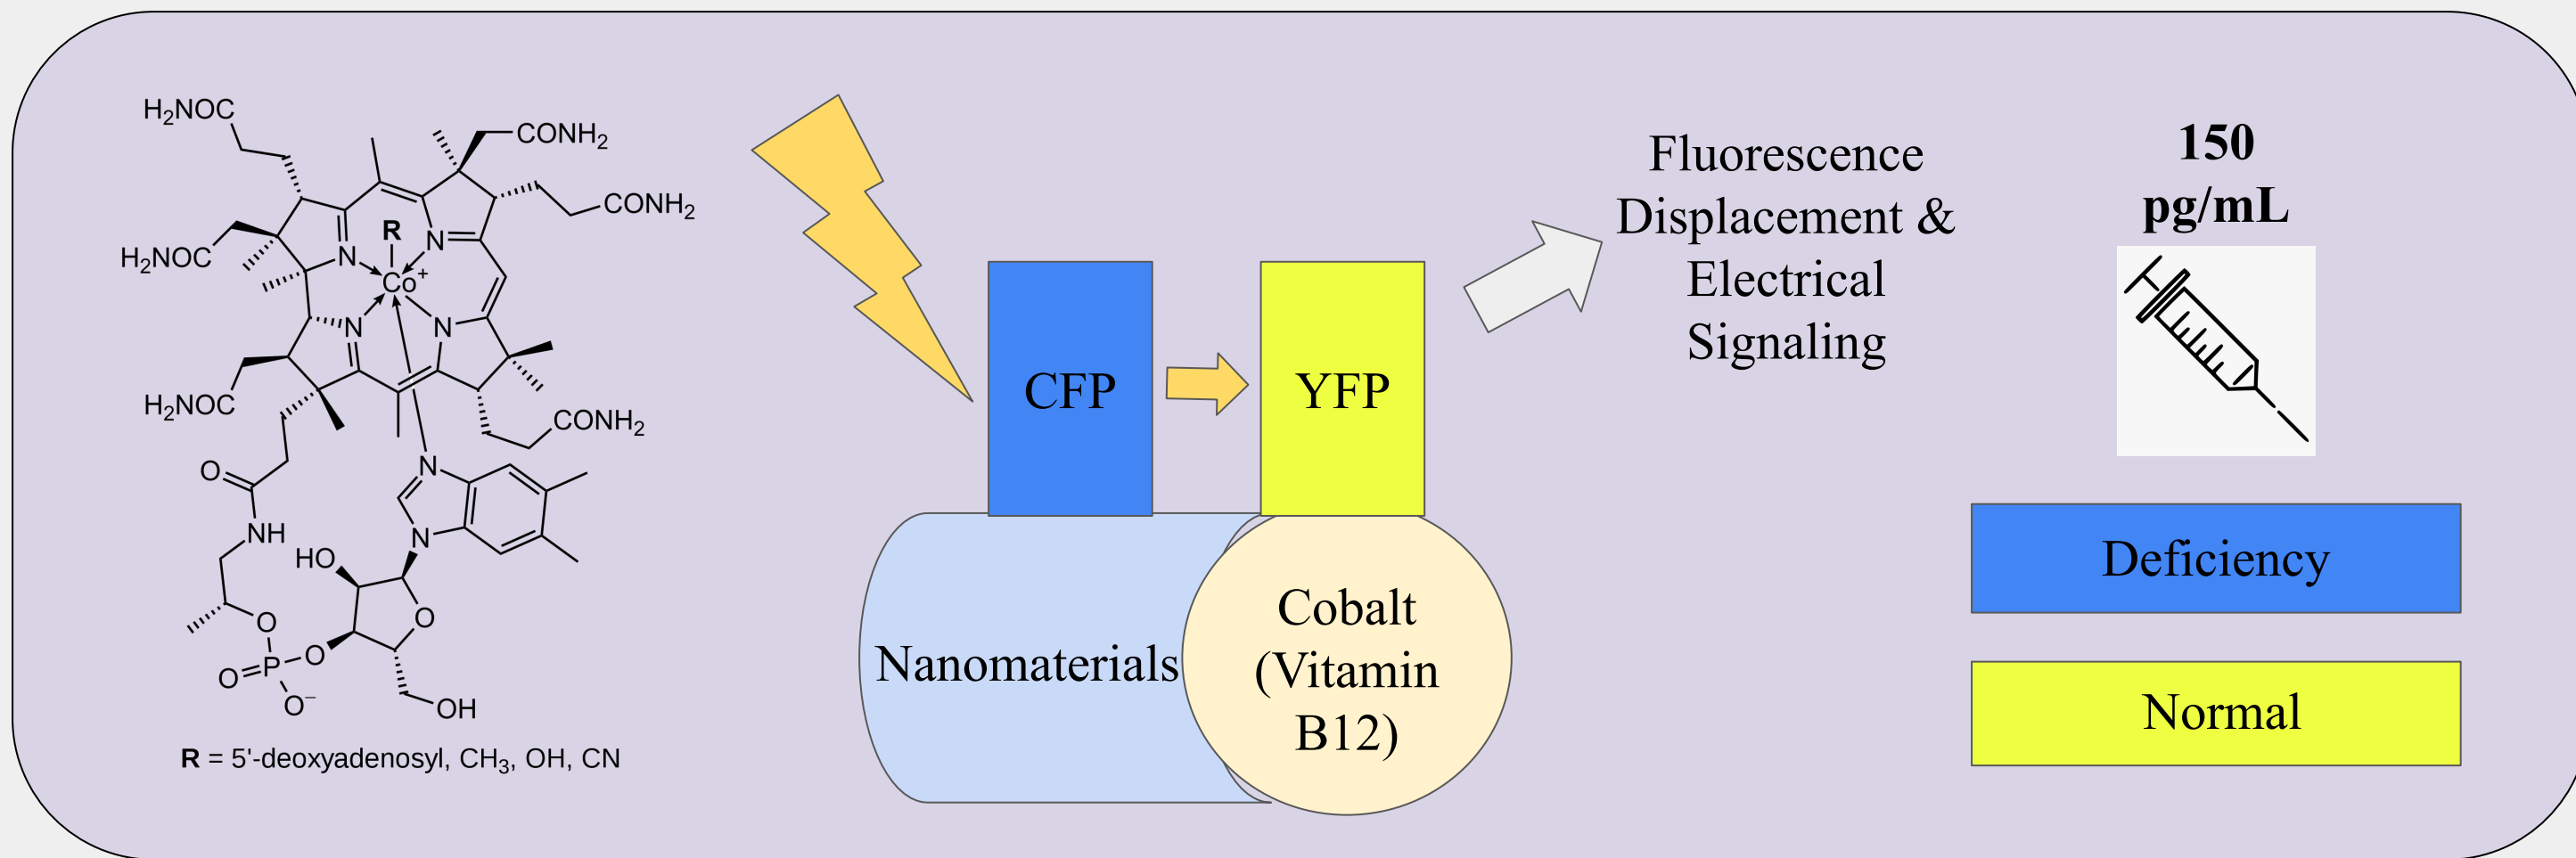 H₂NOC
CONH₂
CONH₂
R
N
N
H₂NOC
Co⁺
N
N
H₂NOC
CONH₂
O
N
NH
N
HO
O
O
O
P
O
O⁻
OH
R = 5'-deoxyadenosyl, CH₃, OH, CN
CFP
YFP
Nanomaterials
Cobalt
(Vitamin
B12)
Fluorescence
Displacement &
Electrical
Signaling
150
pg/mL
Deficiency
Normal